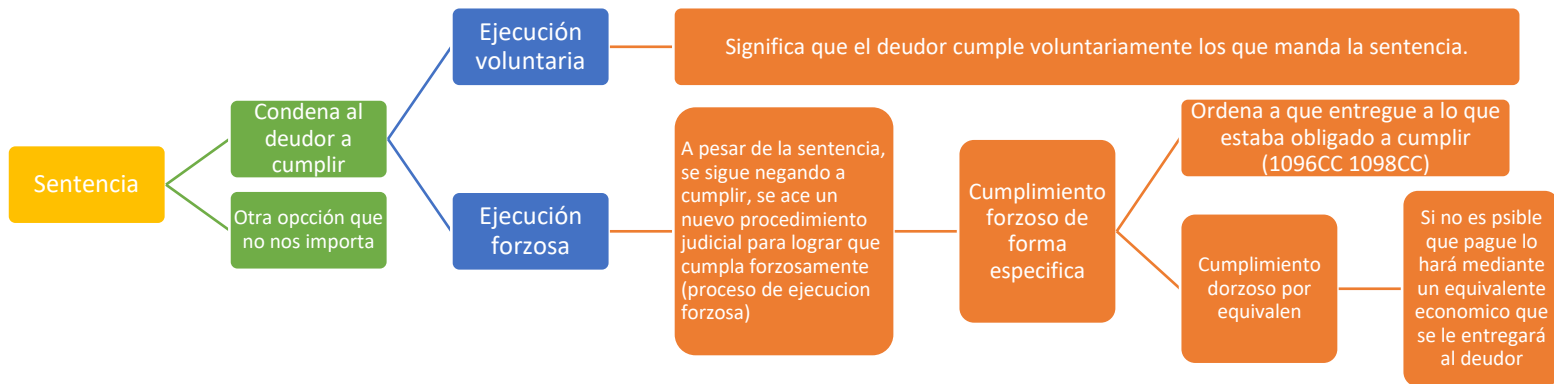 Sentencia
Condena al
deudor a
cumplir
Otra opcción que
no nos importa
Ejecución
voluntaria
Significa que el deudor cumple voluntariamente los que manda la sentencia.
Ejecución
forzosa
A pesar de la sentencia,
se sigue negando a
cumplir, se ace un
nuevo procedimiento
judicial para lograr que
cumpla forzosamente
(proceso de ejecucion
forzosa)
Cumplimiento
forzoso de
forma
especifica
Ordena a que entregue a lo que
estaba obligado a cumplir
(1096CC 1098CC)
Cumplimiento
dorzoso por
equivalen
Si no es psible
que pague lo
hará mediante
un equivalente
economico que
se le entregará
al deudor